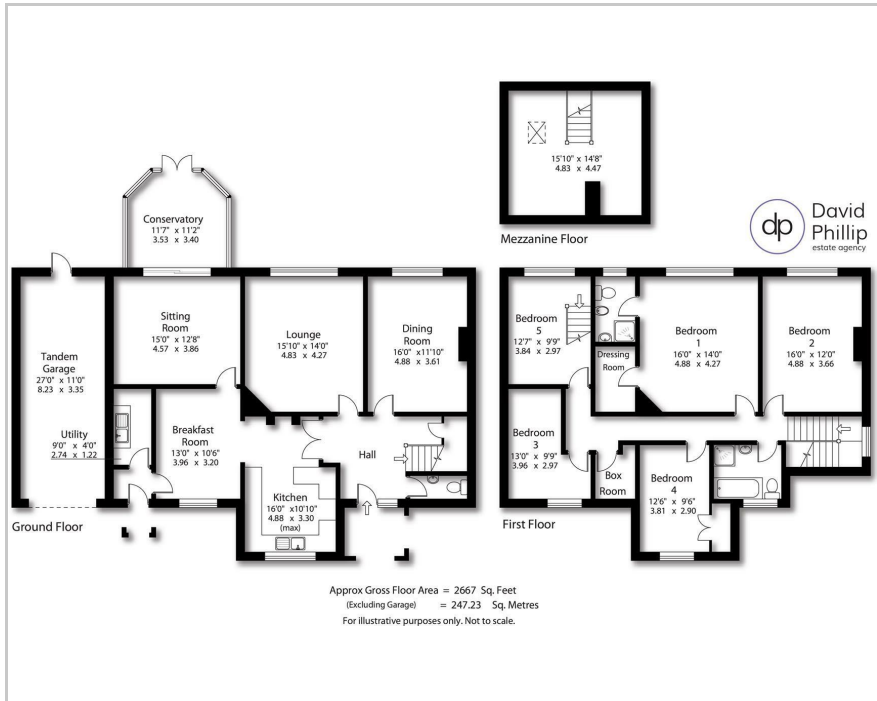 15'10" x 14'8"
4.83 x 4.47
Mezzanine Floor
dp
David
Phillip
estate agency
Conservatory
11'7" x 11'2"
3.53 x 3.40
Sitting
Room
15'0" x 12'8"
4.57 x 3.86
Lounge
15'10" x 14'0"
4.83 x 4.27
Dining
Room
16'0"x11'10"
4.88 x 3.61
Tandem
Garage
27'0" x 11'0"
8.23 x 3.35
Utility
9'0" x 4'0"
2.74 x 1.22
Breakfast
Room
13'0" x 10'6"
3.96 x 3.20
Hall
Kitchen
16'0"x10'10"
4.88 x 3.30
(max)
Ground Floor
Bedroom
5
12'7" x 9'9"
3.84 x 2.97
Dressing
Room
Bedroom
1
16'0" x 14'0"
4.88 x 4.27
Bedroom
2
16'0" x 12'0"
4.88 x 3.66
Bedroom
3
13'0" x 9'9"
3.96 x 2.97
Box
Room
Bedroom
4
12'6" x 9'6"
3.81 x 2.90
First Floor
Approx Gross Floor Area = 2667 Sq. Feet
(Excluding Garage) = 247.23 Sq. Metres
For illustrative purposes only. Not to scale.